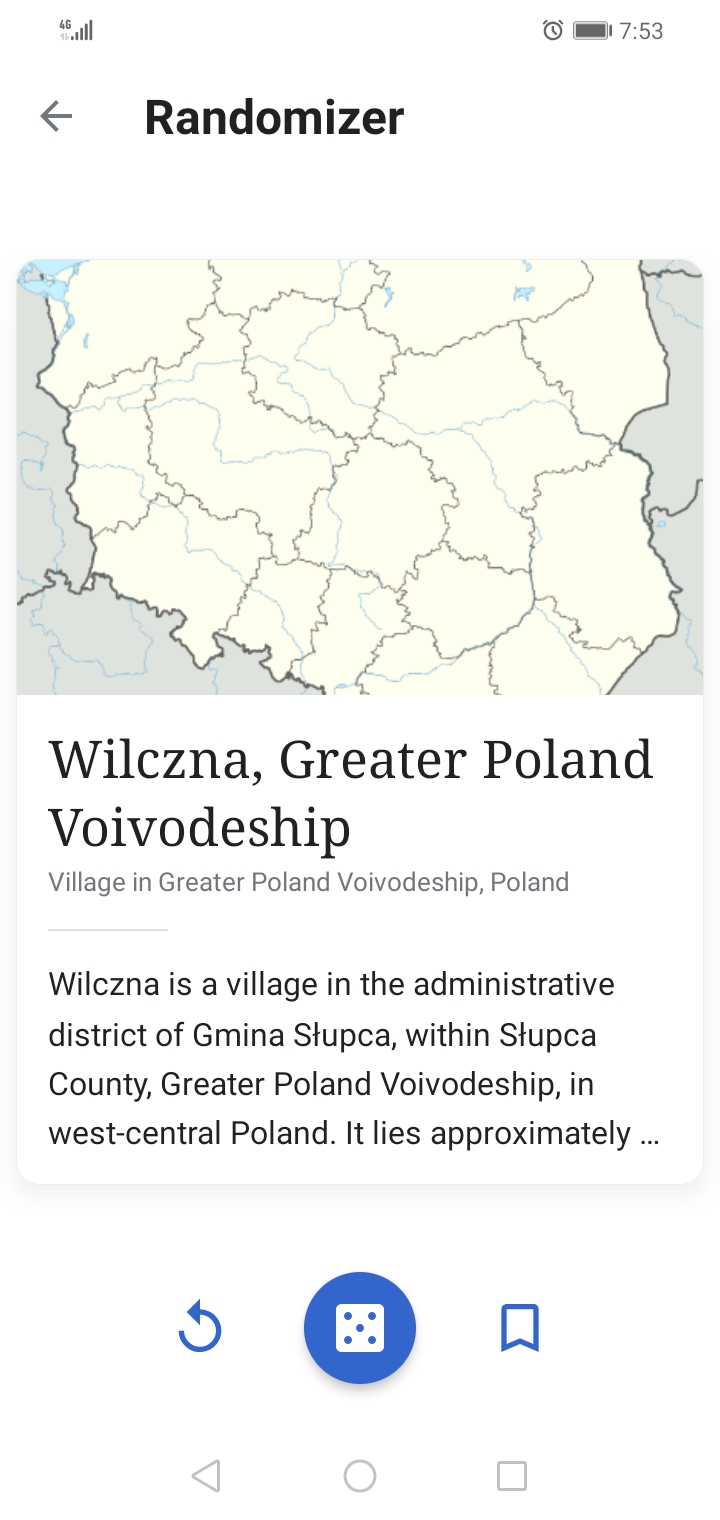 4G 7:53
Randomizer
Wilczna, Greater Poland
Voivodeship
Village in Greater Poland Voivodeship, Poland
Wilczna is a village in the administrative
district of Gmina Słupca, within Słupca
County, Greater Poland Voivodeship, in
west-central Poland. It lies approximately ...